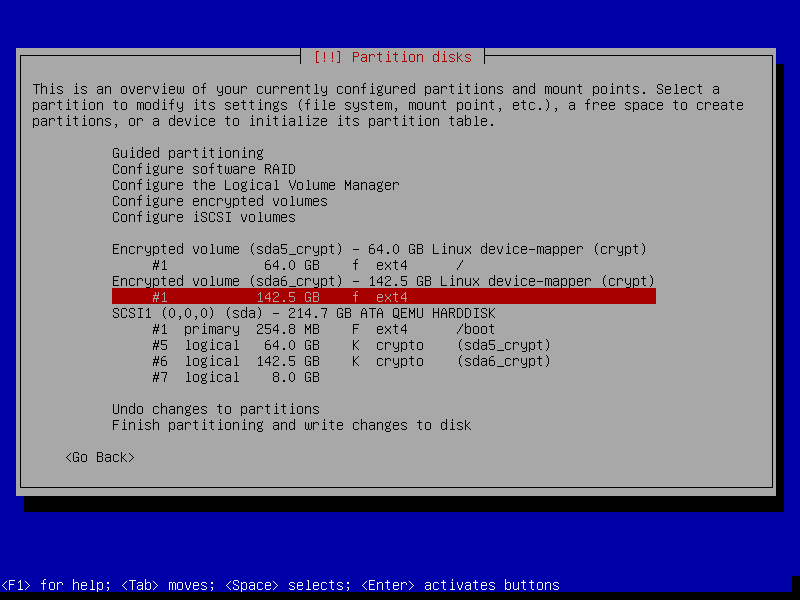 [!!] Partition disks
This is an overview of your currently configured partitions and mount points. Select a
partition to modify its settings (file system, mount point, etc.), a free space to create
partitions, or a device to initialize its partition table.
Guided partitioning
Configure software RAID
Configure the Logical Volume Manager
Configure encrypted volumes
Configure iSCSI volumes
Encrypted volume (sda5_crypt) - 64.0 GB Linux device-mapper (crypt)
#1 64.0 GB f ext4 /
Encrypted volume (sda6_crypt) - 142.5 GB Linux device-mapper (crypt)
#1 142.5 GB f ext4
SCSI1 (0,0,0) (sda) - 214.7 GB ATA QEMU HARDDISK
#1 primary 254.8 MB F ext4 /boot
#5 logical 64.0 GB K crypto (sda5_crypt)
#6 logical 142.5 GB K crypto (sda6_crypt)
#7 logical 8.0 GB
Undo changes to partitions
Finish partitioning and write changes to disk
<Go Back>
<F1> for help; <Tab> moves; <Space> selects; <Enter> activates buttons